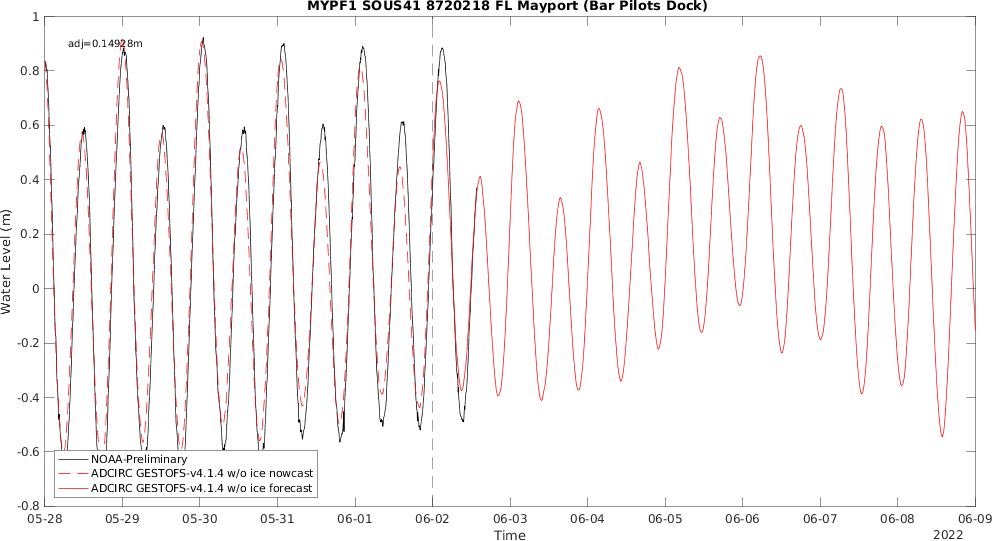 MYPF1 SOUS41 8720218 FL Mayport (Bar Pilots Dock)
1
adj=0.14928m
0.8
0.6
0.4
0.2
0
-0.2
-0.4
-0.6
-0.8
Water Level (m)
NOAA-Preliminary
ADCIRC GESTOFS-v4.1.4 w/o ice nowcast
ADCIRC GESTOFS-v4.1.4 w/o ice forecast
05-28 05-29 05-30 05-31 06-01 06-02 06-03 06-04 06-05 06-06 06-07 06-08 06-09
Time
2022